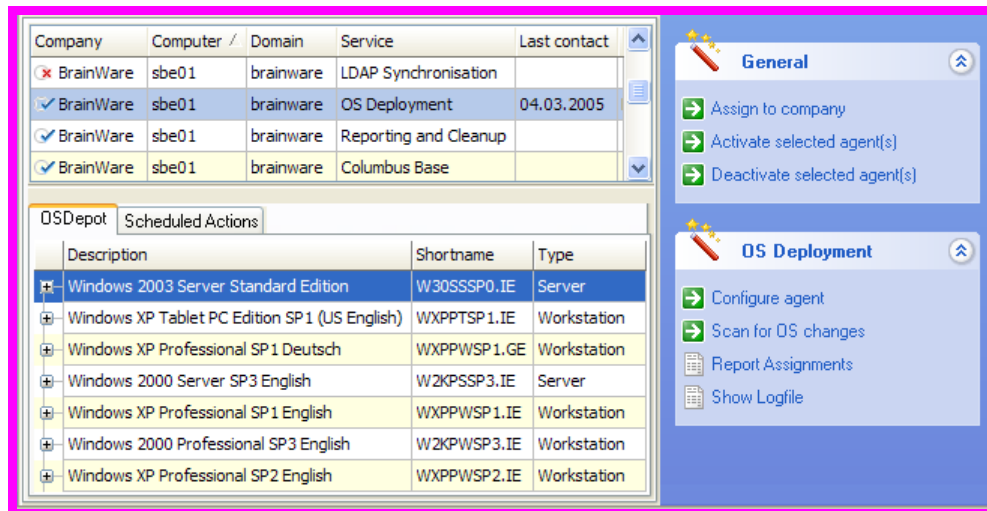 Company Computer Domain Service Last contact
BrainWare sbe01 brainware LDAP Synchronisation
BrainWare sbe01 brainware OS Deployment 04.03.2005
BrainWare sbe01 brainware Reporting and Cleanup
BrainWare sbe01 brainware Columbus Base
OSDepot Scheduled Actions
Description Shortname Type
Windows 2003 Server Standard Edition W30SSSP0.IE Server
Windows XP Tablet PC Edition SP1 (US English) WXPPTSP1.IE Workstation
Windows XP Professional SP1 Deutsch WXPPWSP1.GE Workstation
Windows 2000 Server SP3 English W2KPSSP3.IE Server
Windows XP Professional SP1 English WXPPWSP1.IE Workstation
Windows 2000 Professional SP3 English W2KPWSP3.IE Workstation
Windows XP Professional SP2 English WXPPWSP2.IE Workstation
General
Assign to company
Activate selected agent(s)
Deactivate selected agent(s)
OS Deployment
Configure agent
Scan for OS changes
Report Assignments
Show Logfile